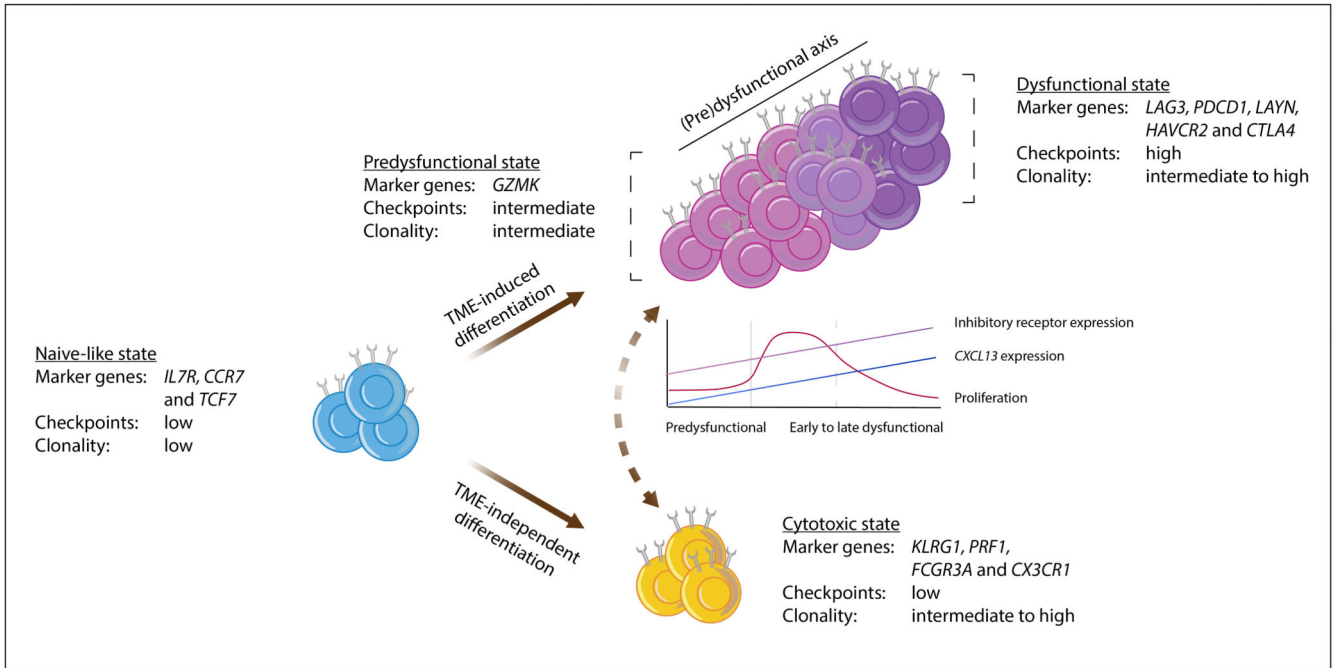 (Pre)dysfunctional axis
Dysfunctional state
Marker genes: LAG3, PDCD1, LAYN,
HAVCR2 and CTLA4
Checkpoints: high
Clonality: intermediate to high
Predysfunctional state
Marker genes: GZMK
Checkpoints: intermediate
Clonality: intermediate
TME-induced
differentiation
Naive-like state
Marker genes: IL7R, CCR7
and TCF7
Checkpoints: low
Clonality: low
Inhibitory receptor expression
CXCL13 expression
Proliferation
Predysfunctional Early to late dysfunctional
TME-independent
differentiation
Cytotoxic state
Marker genes: KLRG1, PRF1,
FCGR3A and CX3CR1
Checkpoints: low
Clonality: intermediate to high